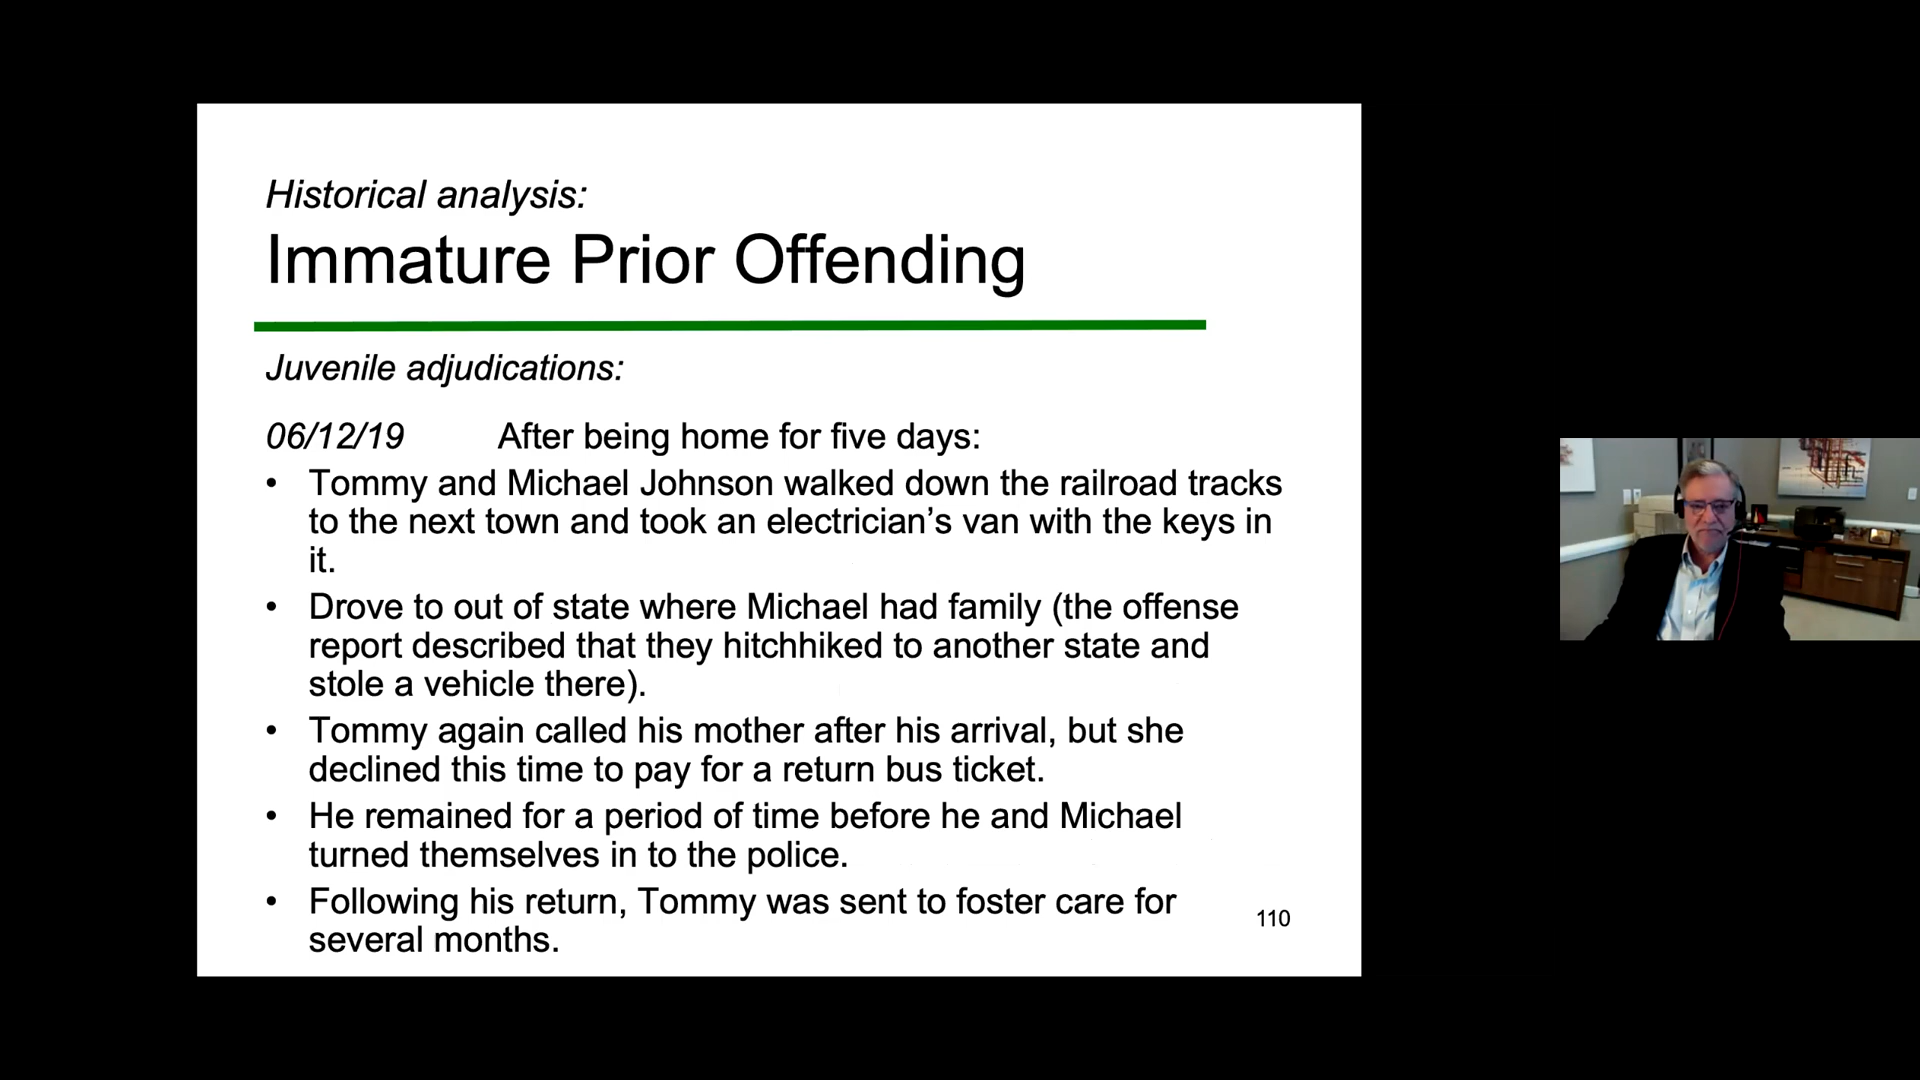 Historical analysis:
Immature Prior Offending
Juvenile adjudications:
06/12/19 After being home for five days:
• Tommy and Michael Johnson walked down the railroad tracks
to the next town and took an electrician’s van with the keys in
it.
• Drove to out of state where Michael had family (the offense
report described that they hitchhiked to another state and
stole a vehicle there).
• Tommy again called his mother after his arrival, but she
declined this time to pay for a return bus ticket.
• He remained for a period of time before he and Michael
turned themselves in to the police.
• Following his return, Tommy was sent to foster care for
several months.
110